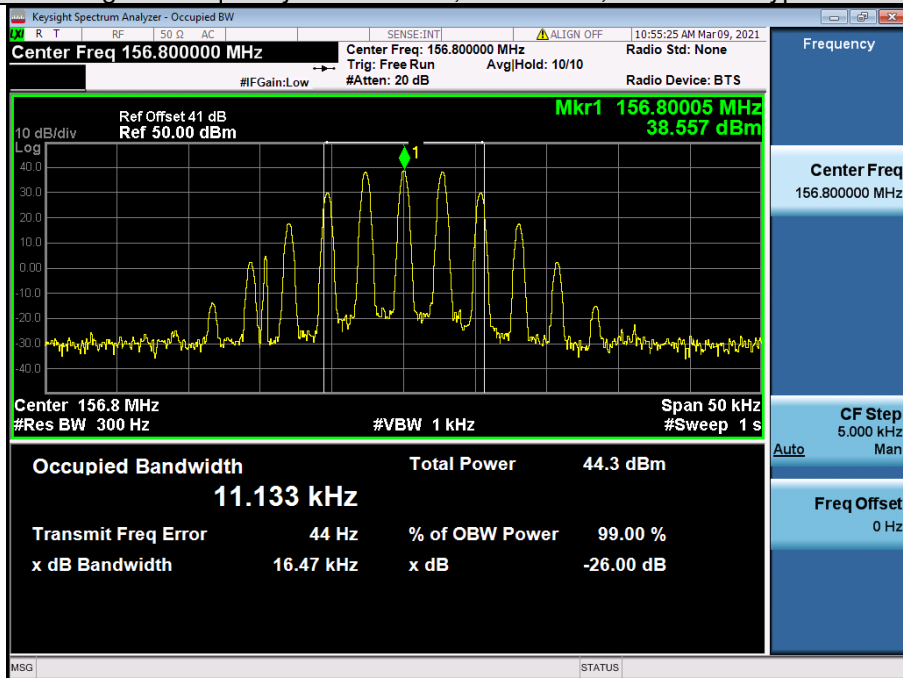 Keysight Spectrum Analyzer - Occupied BW
LXI R T RF 50 Ω AC SENSE:INT ALIGN OFF 10:55:25 AM Mar 09, 2021
Center Freq 156.800000 MHz
Center Freq: 156.800000 MHz Radio Std: None
Trig: Free Run Avg|Hold: 10/10
#IFGain:Low #Atten: 20 dB Radio Device: BTS
Mkr1 156.80005 MHz
38.557 dBm
Ref Offset 41 dB
10 dB/div Ref 50.00 dBm
Log
1
40.0
30.0
20.0
10.0
0.00
-10.0
-20.0
-30.0
-40.0
Center 156.8 MHz Span 50 kHz
#Res BW 300 Hz #VBW 1 kHz #Sweep 1 s
Occupied Bandwidth Total Power 44.3 dBm
11.133 kHz
Transmit Freq Error 44 Hz % of OBW Power 99.00 %
x dB Bandwidth 16.47 kHz x dB -26.00 dB
MSG STATUS
Frequency
Center Freq
156.800000 MHz
CF Step
5.000 kHz
Auto Man
Freq Offset
0 Hz